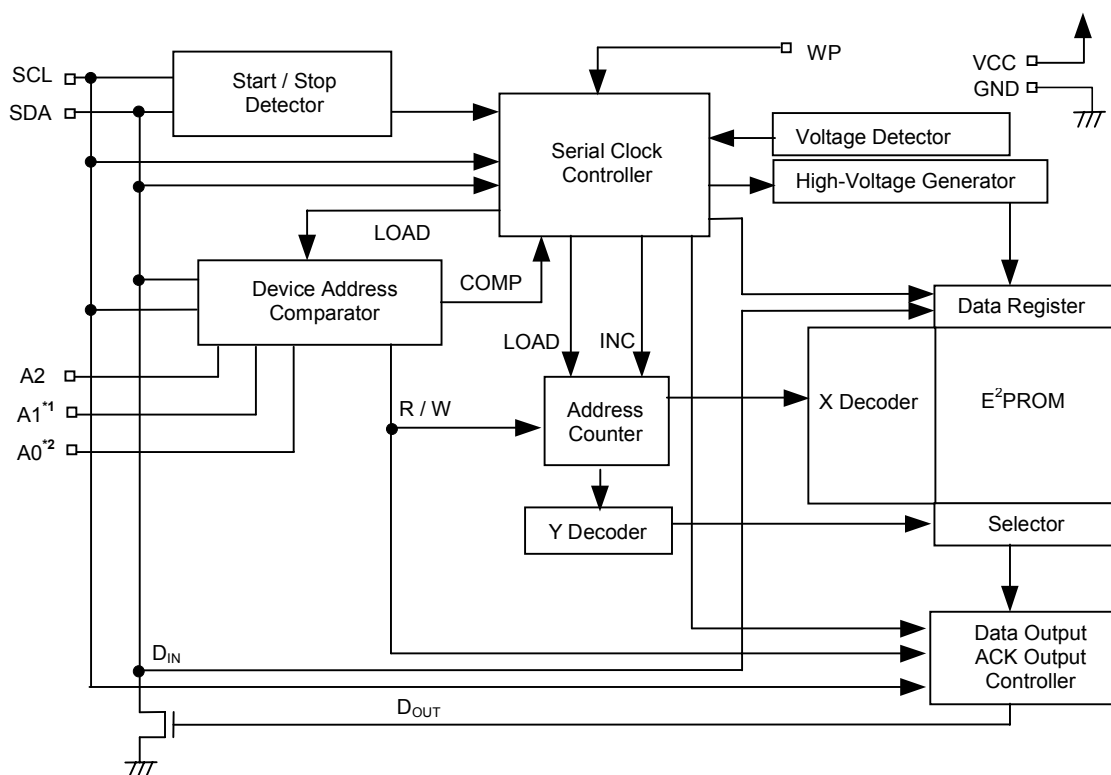 SCL
SDA
Start / Stop
Detector
WP
VCC
GND
Serial Clock
Controller
Voltage Detector
High-Voltage Generator
LOAD
Device Address
Comparator
COMP
LOAD
INC
Data Register
A2
A1*1
A0*2
R / W
Address
Counter
X Decoder
E²PROM
Y Decoder
Selector
Data Output
ACK Output
Controller
DIN
DOUT